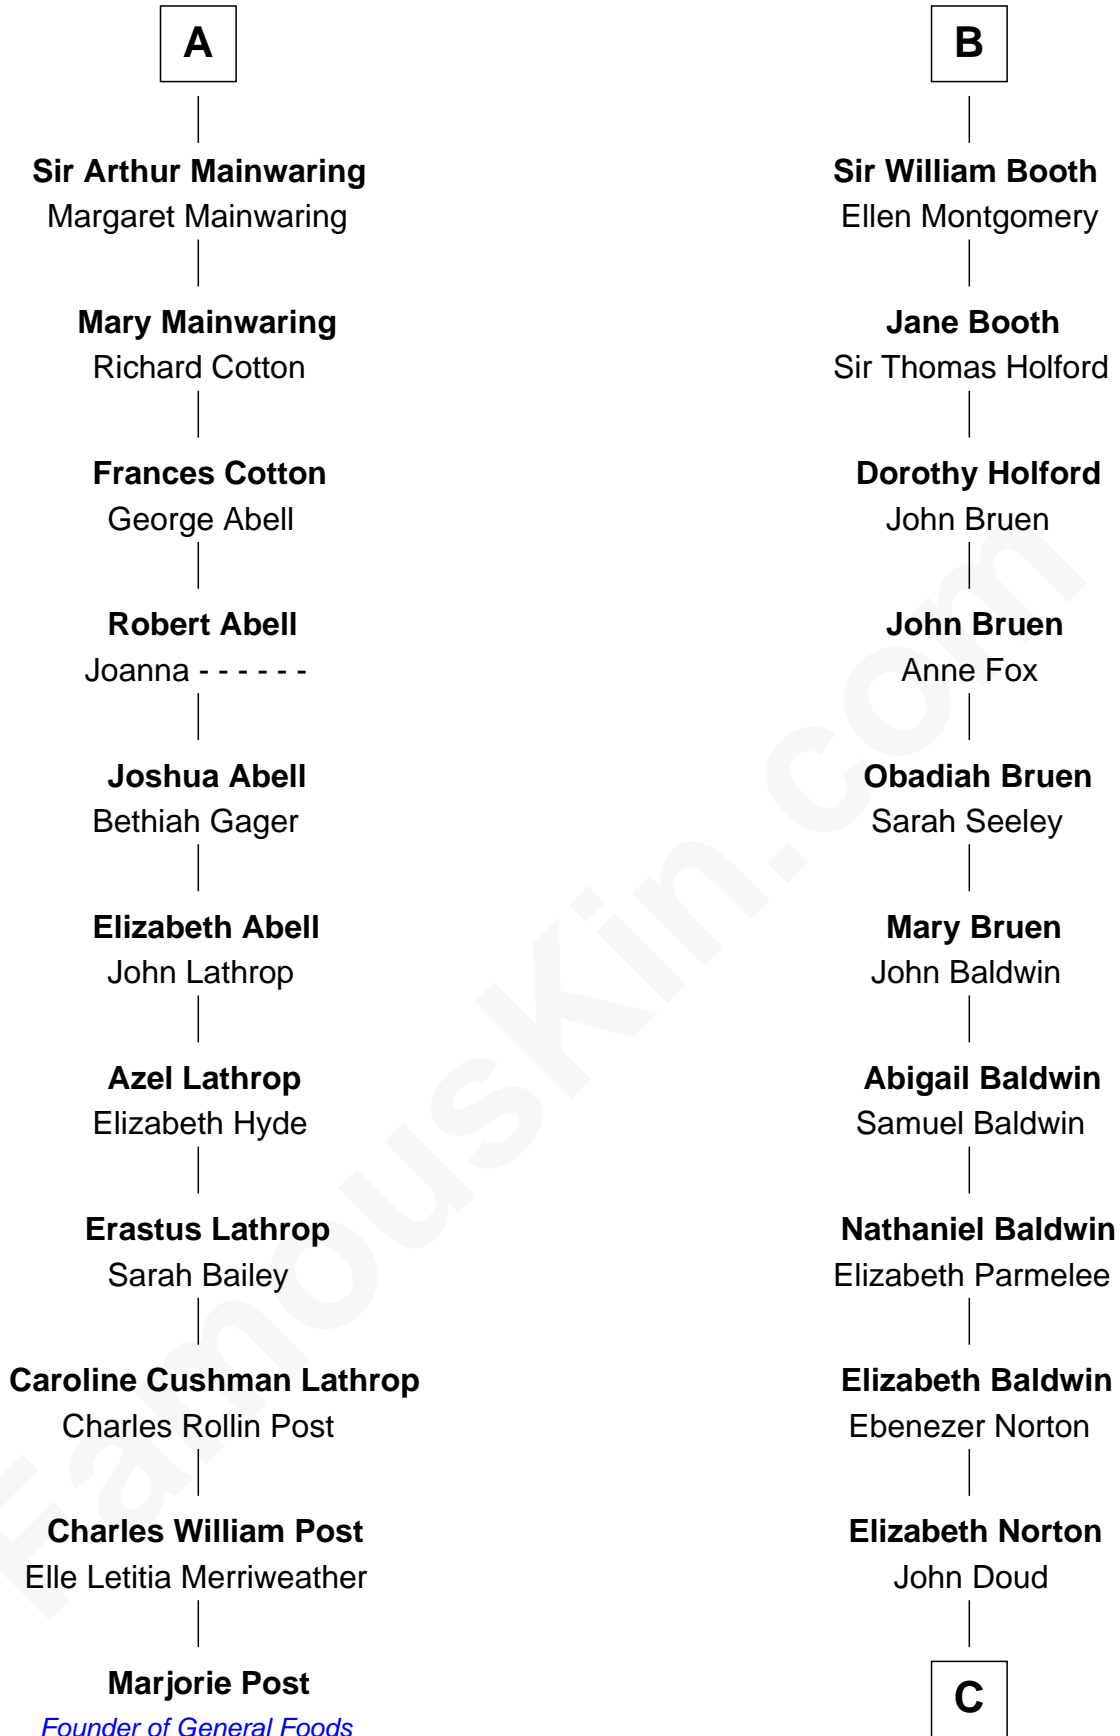 A
Sir Arthur Mainwaring
Margaret Mainwaring
Mary Mainwaring
Richard Cotton
Frances Cotton
George Abell
Robert Abell
Joanna - - - - - -
Joshua Abell
Bethiah Gager
Elizabeth Abell
John Lathrop
Azel Lathrop
Elizabeth Hyde
Erastus Lathrop
Sarah Bailey
Caroline Cushman Lathrop
Charles Rollin Post
Charles William Post
Elle Letitia Merriweather
Marjorie Post
Founder of General Foods
B
Sir William Booth
Ellen Montgomery
Jane Booth
Sir Thomas Holford
Dorothy Holford
John Bruen
John Bruen
Anne Fox
Obadiah Bruen
Sarah Seeley
Mary Bruen
John Baldwin
Abigail Baldwin
Samuel Baldwin
Nathaniel Baldwin
Elizabeth Parmelee
Elizabeth Baldwin
Ebenezer Norton
Elizabeth Norton
John Doud
C
FamousKin.com